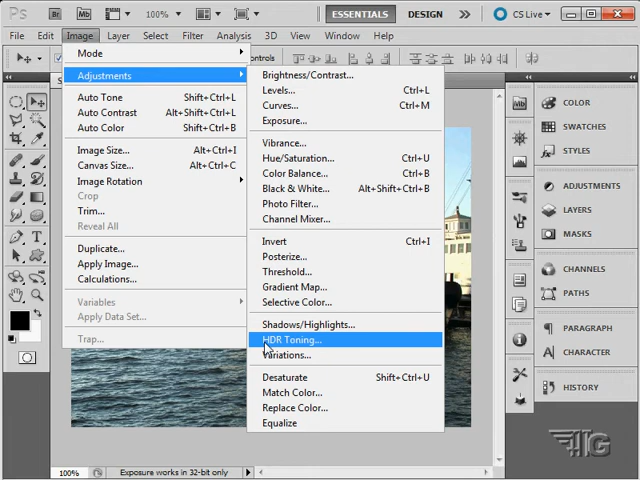 Ps Br Mb 100% ESSENTIALS DESIGN >> CS Live
File Edit Image Layer Select Filter Analysis 3D View Window Help
Mode
Adjustments
Auto Tone Shift+Ctrl+L
Auto Contrast Alt+Shift+Ctrl+L
Auto Color Shift+Ctrl+B
Image Size... Alt+Ctrl+I
Canvas Size... Alt+Ctrl+C
Image Rotation
Crop
Trim...
Reveal All
Duplicate...
Apply Image...
Calculations...
Variables
Apply Data Set...
Trap...
Controls
Brightness/Contrast...
Levels... Ctrl+L
Curves... Ctrl+M
Exposure...
Vibrance...
Hue/Saturation... Ctrl+U
Color Balance... Ctrl+B
Black & White... Alt+Shift+Ctrl+B
Photo Filter...
Channel Mixer...
Invert Ctrl+I
Posterize...
Threshold...
Gradient Map...
Selective Color...
Shadows/Highlights...
HDR Toning...
Variations...
Desaturate Shift+Ctrl+U
Match Color...
Replace Color...
Equalize
Mb
COLOR
SWATCHES
STYLES
ADJUSTMENTS
LAYERS
MASKS
CHANNELS
PATHS
PARAGRAPH
CHARACTER
HISTORY
100% Exposure works in 32-bit only